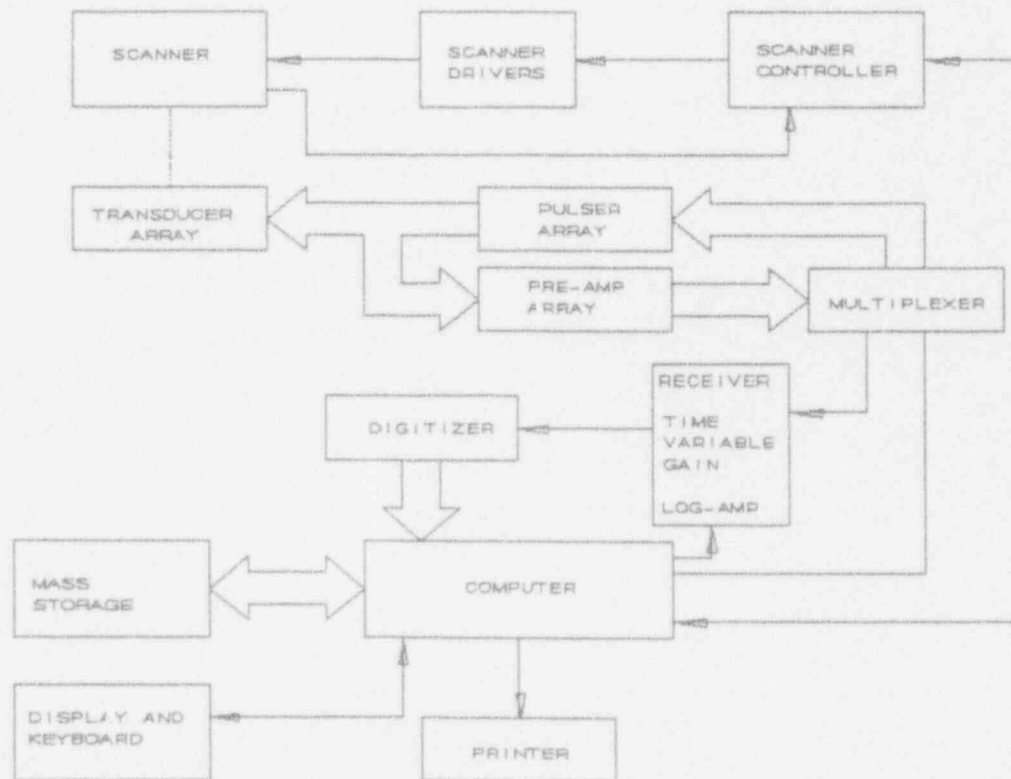 SCANNER
SCANNER
DRIVERS
SCANNER
CONTROLLER
TRANSDUCER
ARRAY
PULSER
ARRAY
PRE-AMP
ARRAY
MULTIPLEXER
RECEIVER
TIME
VARIABLE
GAIN
LOG-AMP
DIGITIZER
MASS
STORAGE
COMPUTER
DISPLAY AND
KEYBOARD
PRINTER